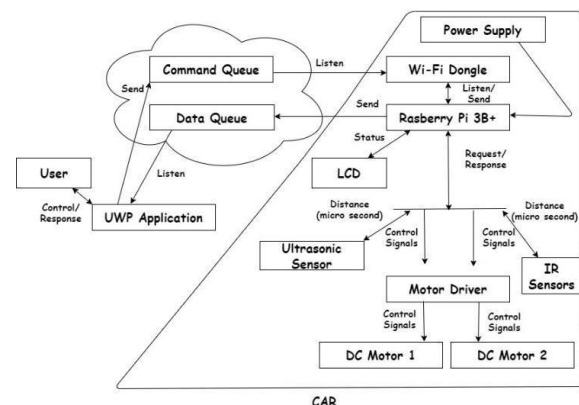 Power Supply
Command Queue
Listen
Wi-Fi Dongle
Send
Listen/
Send
Data Queue
Send
Rasberry Pi 3B+
Status
Request/
Response
User
Listen
LCD
Control/
Response
UWP Application
Distance
(micro second)
Distance
(micro second)
Ultrasonic
Sensor
Control
Signals
Control
Signals
IR
Sensors
Motor Driver
Control
Signals
Control
Signals
DC Motor 1
DC Motor 2
CAR